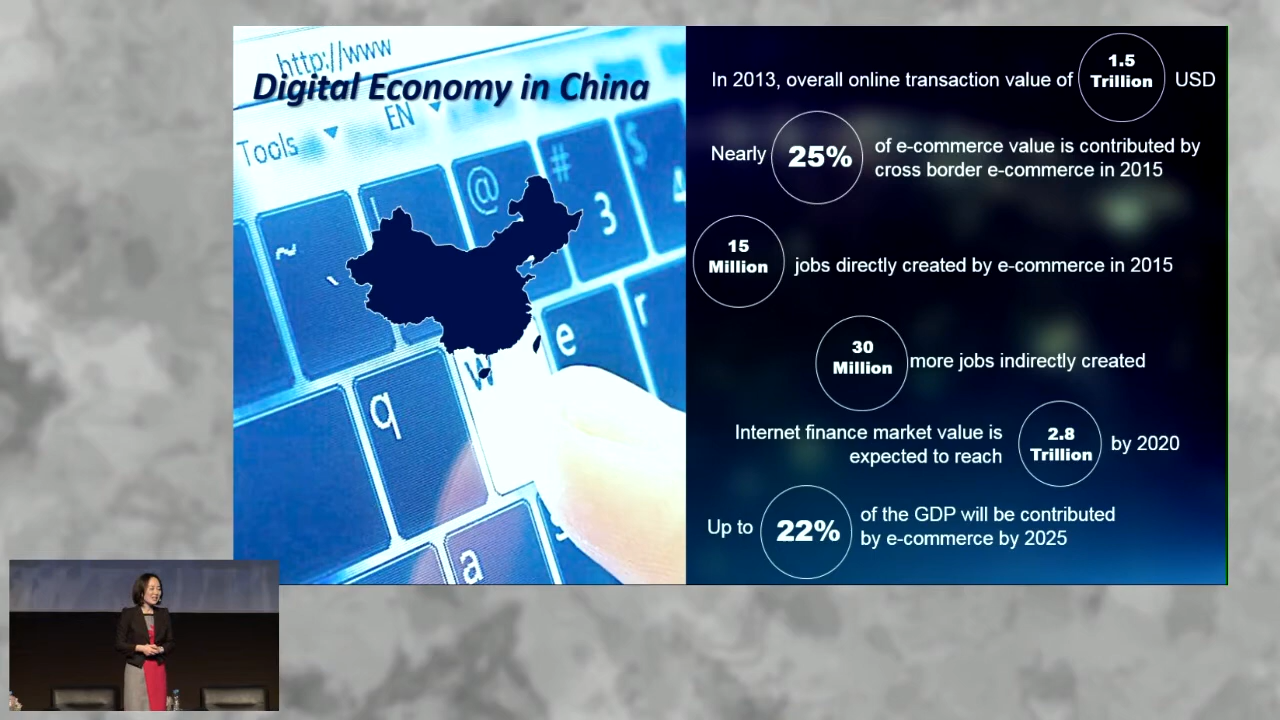 http://www
Digital Economy in China
Tools
EN
~
`
@
#
3
$
4
q
w
e
r
a
s
In 2013, overall online transaction value of 1.5 Trillion USD
Nearly 25% of e-commerce value is contributed by
cross border e-commerce in 2015
15
Million jobs directly created by e-commerce in 2015
30
Million more jobs indirectly created
Internet finance market value is
expected to reach 2.8 Trillion by 2020
Up to 22% of the GDP will be contributed
by e-commerce by 2025